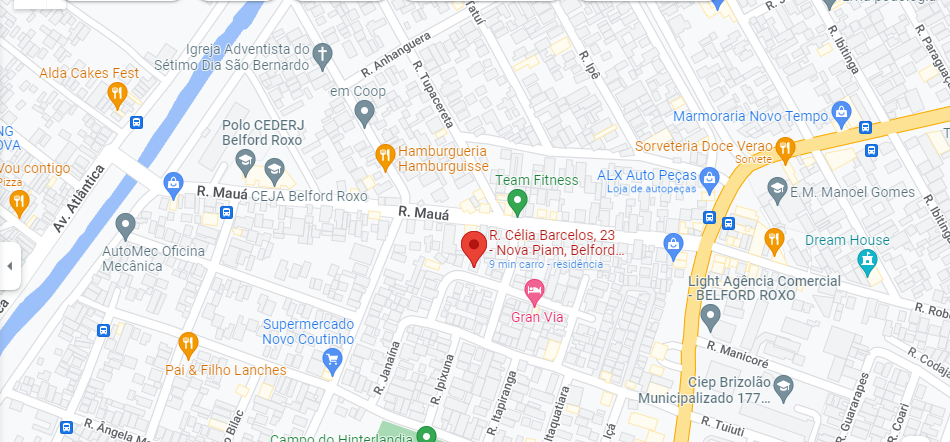 Tatuí
Igreja Adventista do
Sétimo Dia São Bernardo
R. Anhanguera
R. Ipê
R. Ibitinga
R. Paraguaçu
Alda Cakes Fest
R. Tupacereta
em Coop
Marmoraria Novo Tempo
NG
OVA
Polo CEDERJ
Belford Roxo
Hamburgueria
Hamburguisse
Sorveteria Doce Verao
Sorvete
Vou contigo
Pizza
Av. Atlântica
R. Mauá
CEJA Belford Roxo
Team Fitness
ALX Auto Peças
Loja de autopeças
E.M. Manoel Gomes
R. Mauá
AutoMec Oficina
Mecânica
R. Célia Barcelos, 23
- Nova Piam, Belford...
9 min carro - residência
Dream House
Light Agência Comercial
- BELFORD ROXO
Gran Via
R. Robe
Supermercado
Novo Coutinho
Pai & Filho Lanches
R. Janaína
R. Ipixuna
R. Itapiranga
R. Itaquatiara
R. Manoricé
R. Codaja
Ciep Brizolão
Municipalizado 177...
R. Guararapes
R. Coari
R. Tuiuti
Içá
R. Ângela M
Bilac
Campo do Hinterlandia